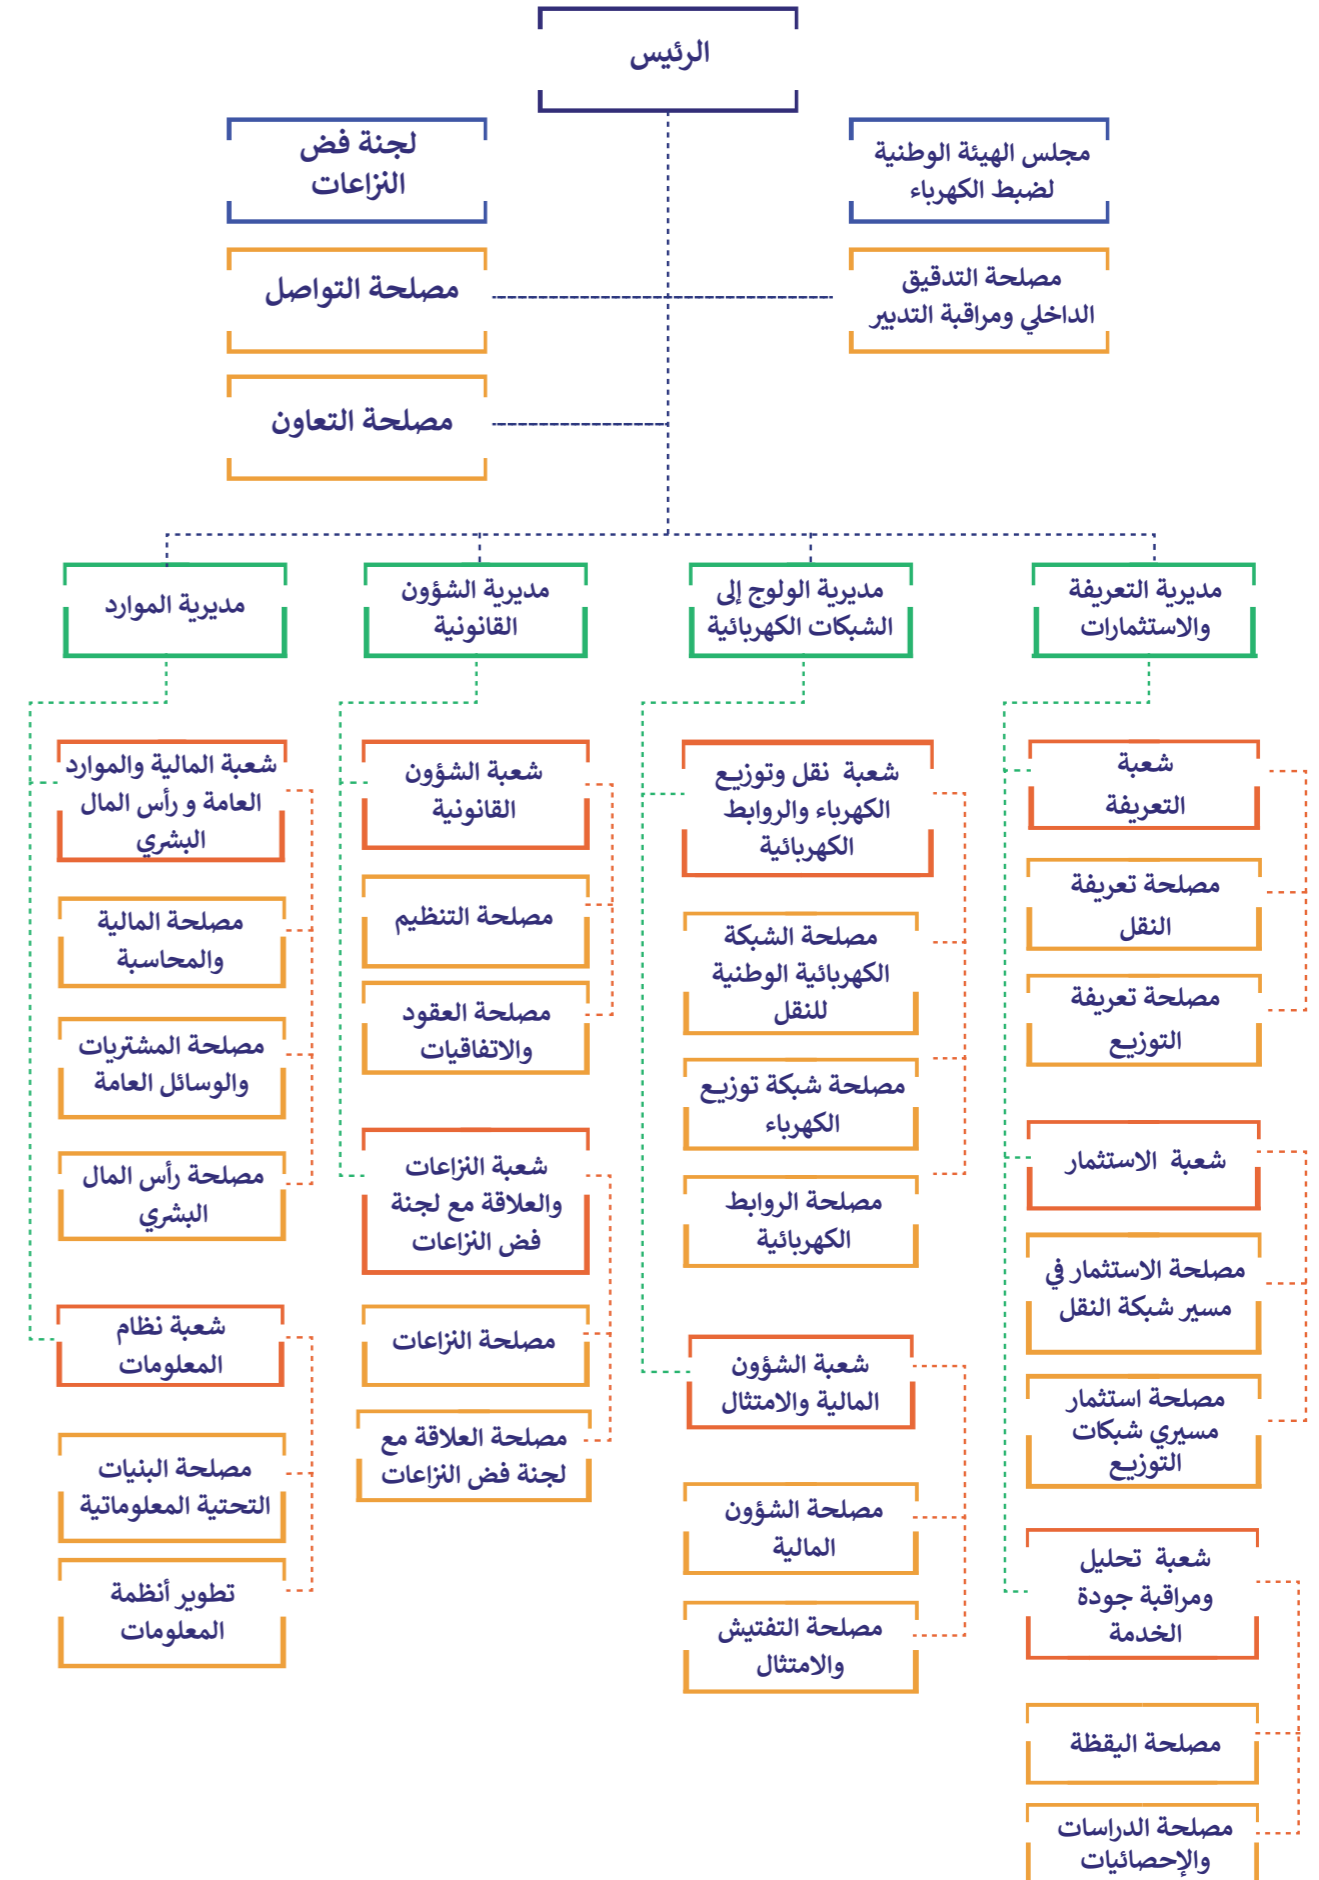 الرئيس
مجلس الهيئة الوطنية
لضبط الكهرباء
لجنة فض
النزاعات
مصلحة التدقيق
الداخلي ومراقبة التدبير
مصلحة التواصل
مصلحة التعاون
مديرية التعريفة
والاستثمارات
مديرية الولوج إلى
الشبكات الكهربائية
مديرية الشؤون
القانونية
مديرية الموارد
شعبة
التعريفة
مصلحة تعريفة
النقل
مصلحة تعريفة
التوزيع
شعبة الاستثمار
مصلحة الاستثمار في
مسير شبكة النقل
مصلحة استثمار
مسيري شبكات
التوزيع
شعبة تحليل
ومراقبة جودة
الخدمة
مصلحة اليقظة
مصلحة الدراسات
والإحصائيات
شعبة نقل وتوزيع
الكهرباء والروابط
الكهربائية
مصلحة الشبكة
الكهربائية الوطنية
للنقل
مصلحة شبكة توزيع
الكهرباء
مصلحة الروابط
الكهربائية
شعبة الشؤون
المالية والامتثال
مصلحة الشؤون
المالية
مصلحة التفتيش
والامتثال
شعبة الشؤون
القانونية
مصلحة التنظيم
مصلحة العقود
والاتفاقيات
شعبة النزاعات
والعلاقة مع لجنة
فض النزاعات
مصلحة النزاعات
مصلحة العلاقة مع
لجنة فض النزاعات
شعبة المالية والموارد
العامة و رأس المال
البشري
مصلحة المالية
والمحاسبة
مصلحة المشتريات
والوسائل العامة
مصلحة رأس المال
البشري
شعبة نظام
المعلومات
مصلحة البنيات
التحتية المعلوماتية
تطوير أنظمة
المعلومات